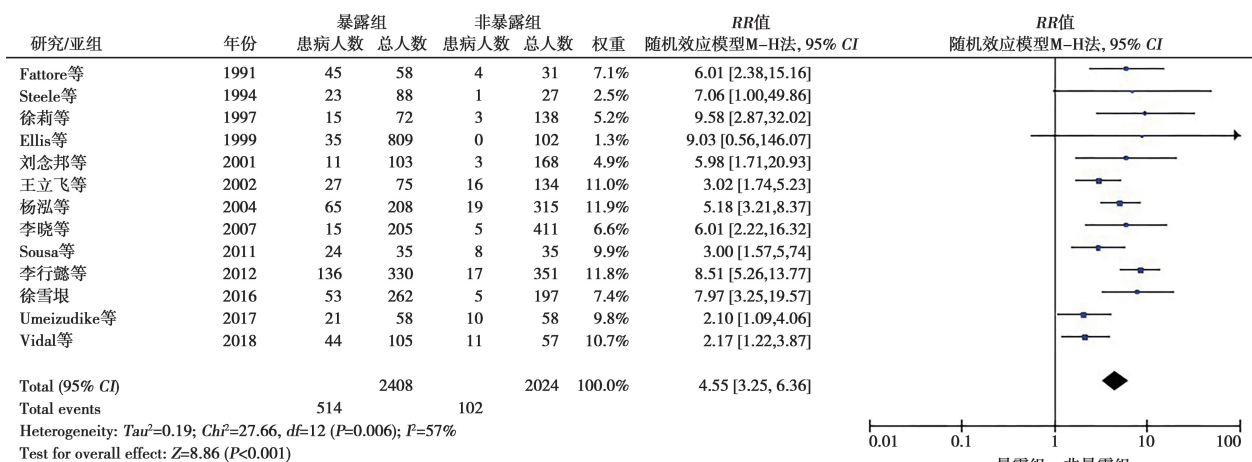 暴露组 非暴露组 RR值 RR值
研究/亚组 年份 患病人数 总人数 患病人数 总人数 权重 随机效应模型M-H法, 95% CI 随机效应模型M-H法, 95% CI
Fattore等 1991 45 58 4 31 7.1% 6.01 [2.38,15.16]
Steele等 1994 23 88 1 27 2.5% 7.06 [1.00,49.86]
徐莉等 1997 15 72 3 138 5.2% 9.58 [2.87,32.02]
Ellis等 1999 35 809 0 102 1.3% 9.03 [0.56,146.07]
刘念邦等 2001 11 103 3 168 4.9% 5.98 [1.71,20.93]
王立飞等 2002 27 75 16 134 11.0% 3.02 [1.74,5.23]
杨泓等 2004 65 208 19 315 11.9% 5.18 [3.21,8.37]
李晓等 2007 15 205 5 411 6.6% 6.01 [2.22,16.32]
Sousa等 2011 24 35 8 35 9.9% 3.00 [1.57,5,74]
李行懿等 2012 136 330 17 351 11.8% 8.51 [5.26,13.77]
徐雪垠 2016 53 262 5 197 7.4% 7.97 [3.25,19.57]
Umeizudike等 2017 21 58 10 58 9.8% 2.10 [1.09,4.06]
Vidal等 2018 44 105 11 57 10.7% 2.17 [1.22,3.87]
Total (95% CI) 2408 2024 100.0% 4.55 [3.25, 6.36]
Total events 514 102
Heterogeneity: Tau²=0.19; Chi²=27.66, df=12 (P=0.006); I²=57%
Test for overall effect: Z=8.86 (P<0.001)
0.01 0.1 1 10 100